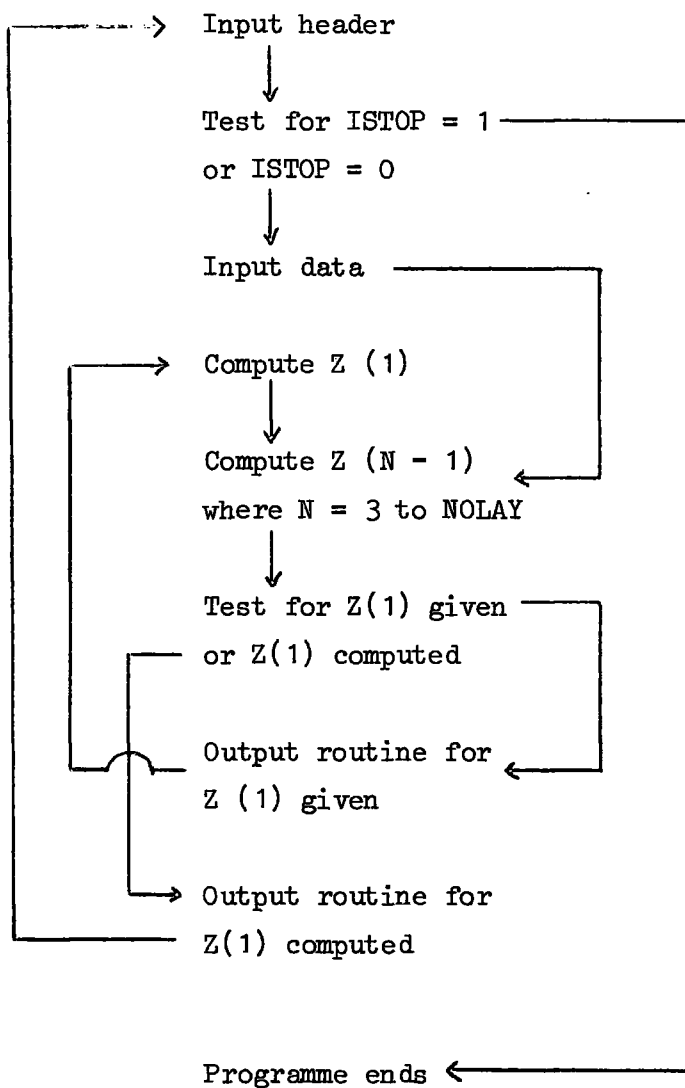 Input header
Test for ISTOP = 1
or ISTOP = 0
Input data
Compute Z (1)
Compute Z (N - 1)
where N = 3 to NOLAY
Test for Z(1) given
or Z(1) computed
Output routine for
Z (1) given
Output routine for
Z(1) computed
Programme ends